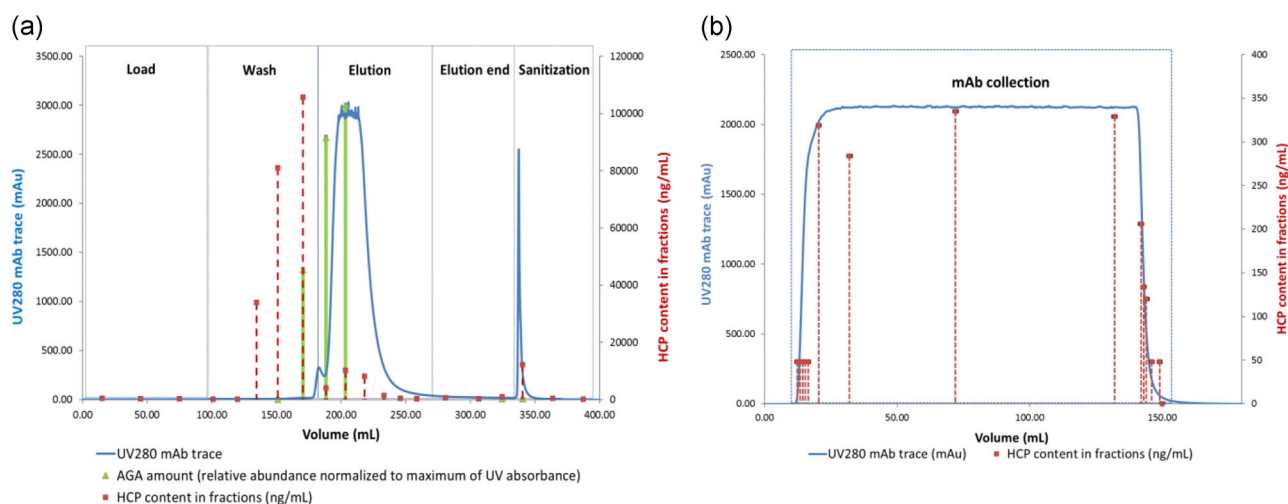 (a)
Load Wash Elution Elution end Sanitization
UV280 mAb trace (mAu)
3500.00
3000.00
2500.00
2000.00
1500.00
1000.00
500.00
0.00
0.00 50.00 100.00 150.00 200.00 250.00 300.00 350.00 400.00
Volume (mL)
120000
100000
80000
60000
40000
20000
0
HCP content in fractions (ng/mL)
UV280 mAb trace
AGA amount (relative abundance normalized to maximum of UV absorbance)
HCP content in fractions (ng/mL)
(b)
mAb collection
UV280 mAb trace (mAu)
2500.00
2000.00
1500.00
1000.00
500.00
0.00
0.00 50.00 100.00 150.00
Volume (mL)
400
350
300
250
200
150
100
50
0
HCP content in fractions (ng/mL)
UV280 mAb trace (mAu) HCP content in fractions (ng/mL)